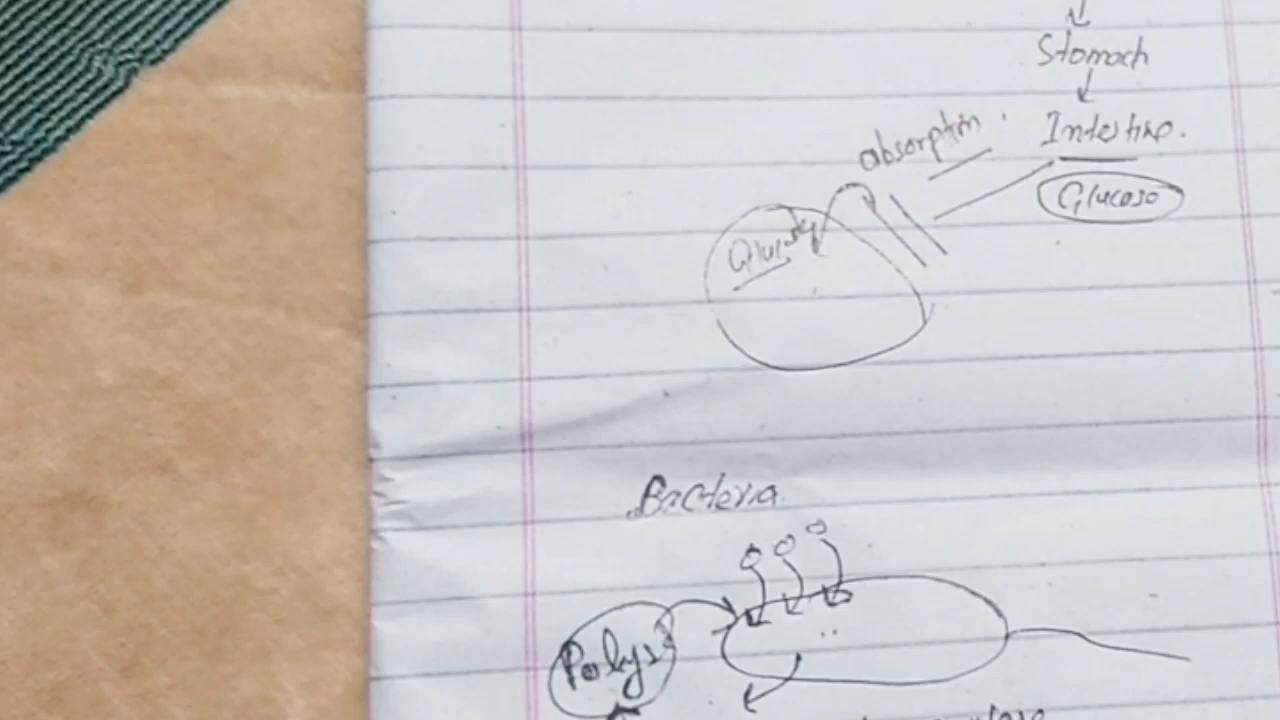 Stomach
absorption.
Intestine.
Glucose
Glucose
Bacteria
Polys